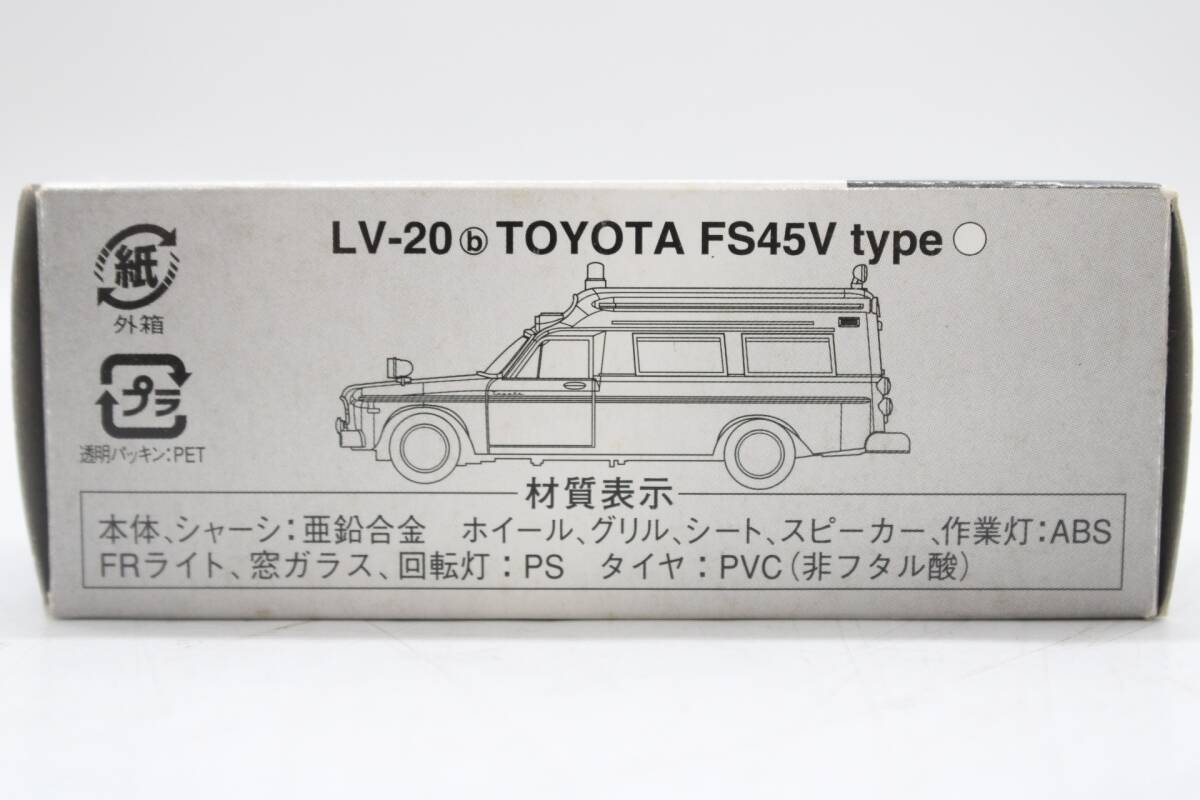 LV-20 ⓑ TOYOTA FS45V type ○
紙
外箱
プラ
透明パッキン:PET
材質表示
本体、シャーシ:亜鉛合金 ホイール、グリル、シート、スピーカー、作業灯:ABS
FRライト、窓ガラス、回転灯:PS タイヤ:PVC(非フタル酸)